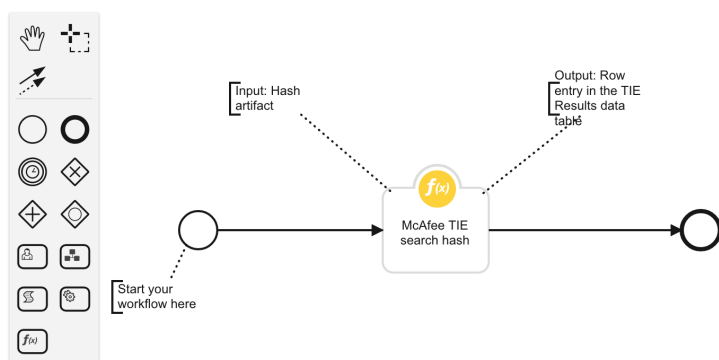 Input: Hash
artifact
Output: Row
entry in the TIE
Results data
table
f(x)
McAfee TIE
search hash
Start your
workflow here
f(x)